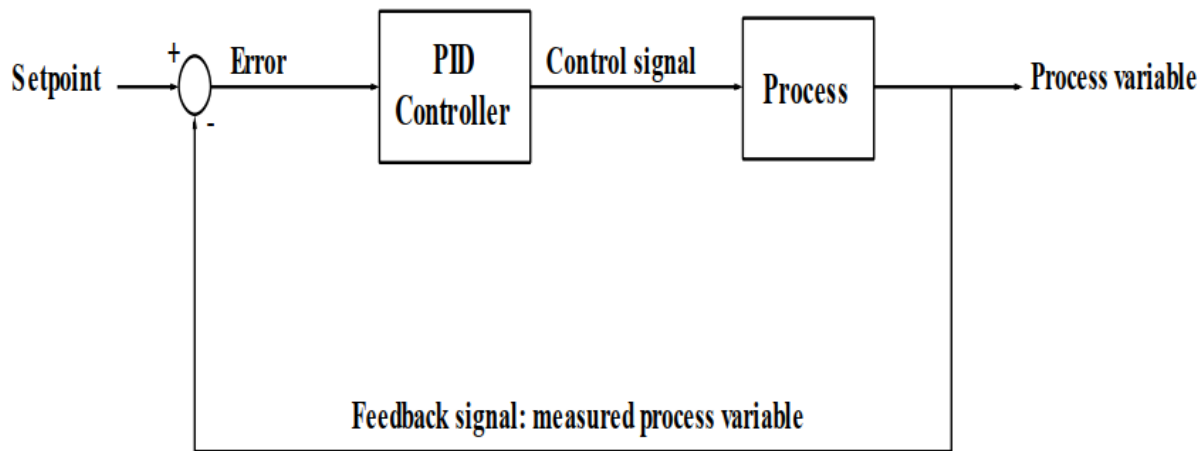 +
Setpoint
-
Error
PID
Controller
Control signal
Process
Process variable
Feedback signal: measured process variable